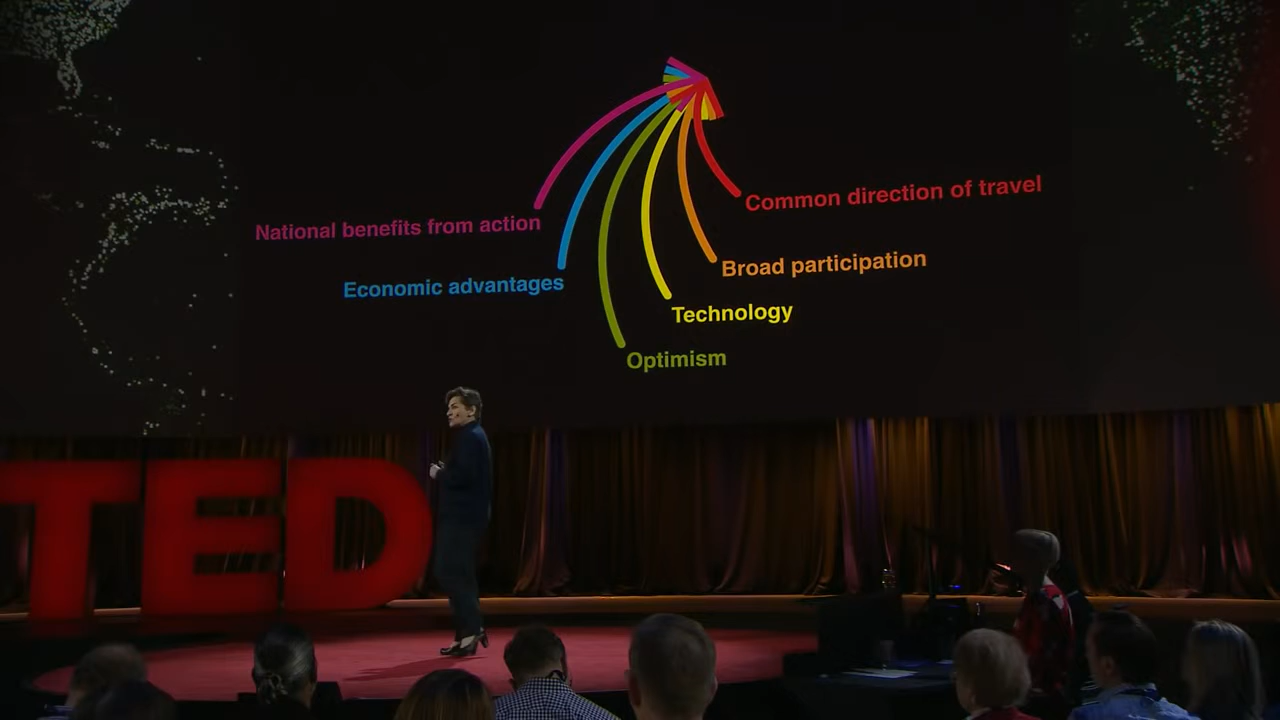 Common direction of travel
National benefits from action
Broad participation
Economic advantages
Technology
Optimism
TED